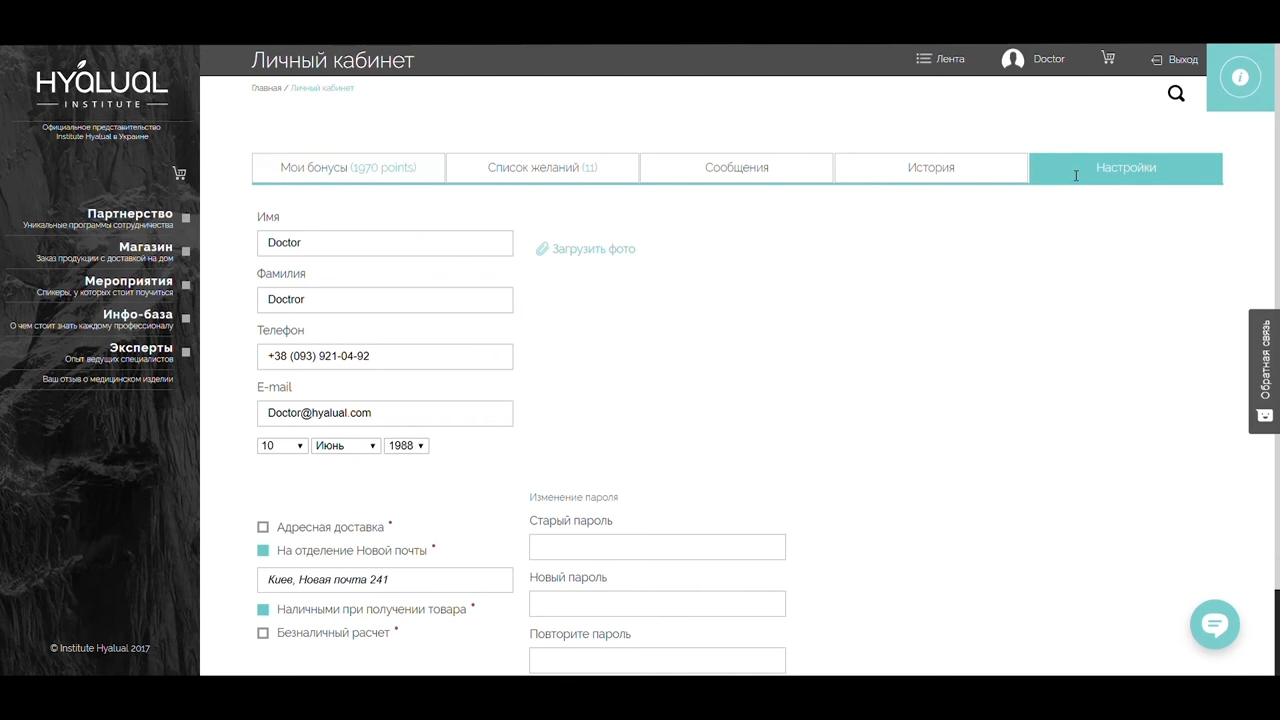 HYALUAL
INSTITUTE
Официальное представительство
Institute Hyalual в Украине
Партнерство
Уникальные программы сотрудничества
Магазин
Заказ продукции с доставкой на дом
Мероприятия
Спикеры, у которых стоит поучиться
Инфо-база
О чем стоит знать каждому профессионалу
Эксперты
Опыт ведущих специалистов
Ваш отзыв о медицинском изделии
© Institute Hyalual 2017
Личный кабинет
Лента
Doctor
Выход
Главная / Личный кабинет
Мои бонусы (1970 points)
Список желаний (11)
Сообщения
История
Настройки
Имя
Doctor
Загрузить фото
Фамилия
Doctror
Телефон
+38 (093) 921-04-92
E-mail
Doctor@hyalual.com
10 Июнь 1988
Адресная доставка *
На отделение Новой почты *
Киев, Новая почта 241
Наличными при получении товара *
Безналичный расчет *
Изменение пароля
Старый пароль
Новый пароль
Повторите пароль
Обратная связь